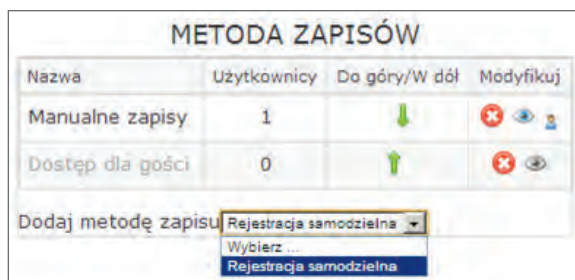 METODA ZAPISÓW
Nazwa Użytkownicy Do góry/W dół Modyfikuj
Manualne zapisy 1
Dostęp dla gości 0
Dodaj metodę zapisu Rejestracja samodzielna
Wybierz ...
Rejestracja samodzielna